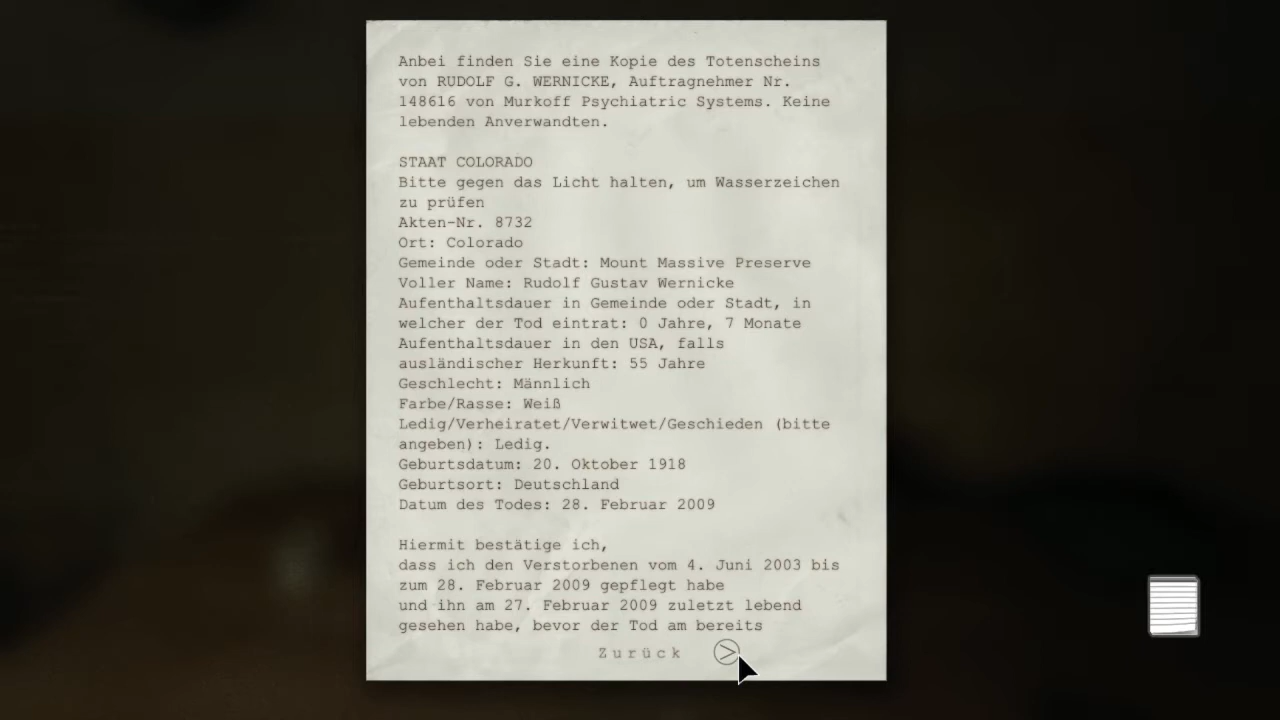 Anbei finden Sie eine Kopie des Totenscheins
von RUDOLF G. WERNICKE, Auftragnehmer Nr.
148616 von Murkoff Psychiatric Systems. Keine
lebenden Anverwandten.
STAAT COLORADO
Bitte gegen das Licht halten, um Wasserzeichen
zu prüfen
Akten-Nr. 8732
Ort: Colorado
Gemeinde oder Stadt: Mount Massive Preserve
Voller Name: Rudolf Gustav Wernicke
Aufenthaltsdauer in Gemeinde oder Stadt, in
welcher der Tod eintrat: 0 Jahre, 7 Monate
Aufenthaltsdauer in den USA, falls
ausländischer Herkunft: 55 Jahre
Geschlecht: Männlich
Farbe/Rasse: Weiß
Ledig/Verheiratet/Verwitwet/Geschieden (bitte
angeben): Ledig.
Geburtsdatum: 20. Oktober 1918
Geburtsort: Deutschland
Datum des Todes: 28. Februar 2009
Hiermit bestätige ich,
dass ich den Verstorbenen vom 4. Juni 2003 bis
zum 28. Februar 2009 gepflegt habe
und ihn am 27. Februar 2009 zuletzt lebend
gesehen habe, bevor der Tod am bereits
Zurück >